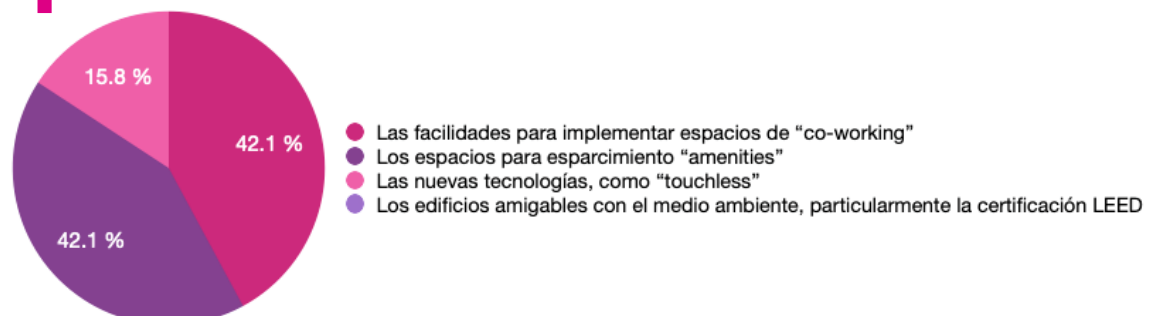 15.8 %
42.1 %
42.1 %
Las facilidades para implementar espacios de “co-working”
Los espacios para esparcimiento “amenities”
Las nuevas tecnologías, como “touchless”
Los edificios amigables con el medio ambiente, particularmente la certificación LEED